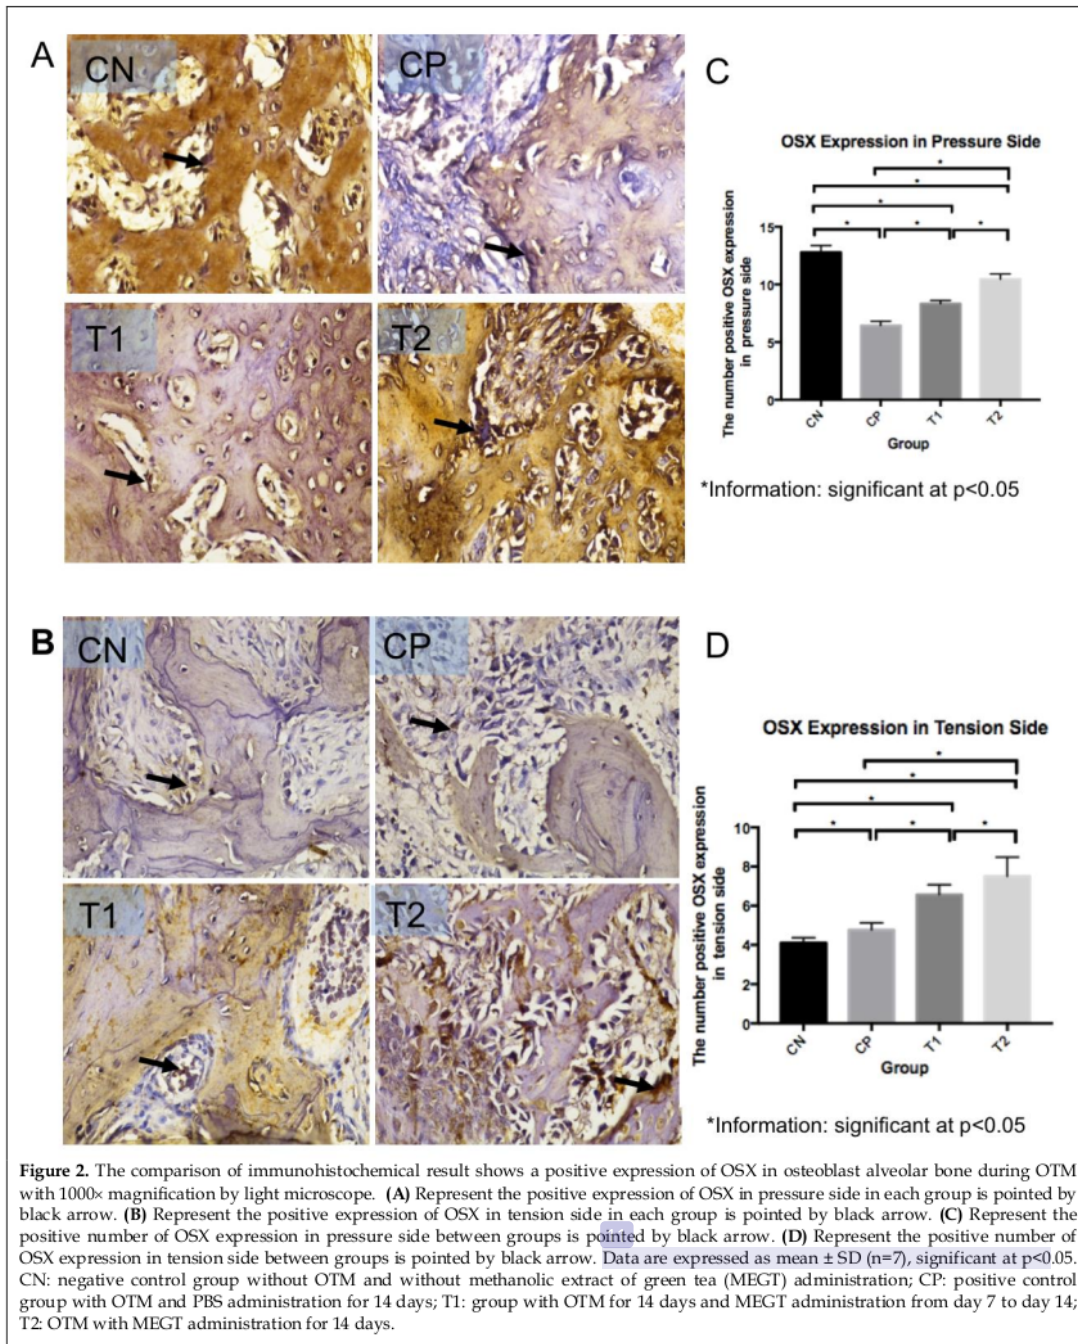 A
CN
CP
T1
T2
C
OSX Expression in Pressure Side
* 
*
*
* * *
The number positive OSX expression
in pressure side
15
10
5
0
CN
CP
T1
T2
Group
*Information: significant at p<0.05
B
CN
CP
T1
T2
D
OSX Expression in Tension Side
*
*
*
* * *
The number positive OSX expression
in tension side
10
8
6
4
2
0
CN
CP
T1
T2
Group
*Information: significant at p<0.05
Figure 2. The comparison of immunohistochemical result shows a positive expression of OSX in osteoblast alveolar bone during OTM
with 1000× magnification by light microscope. (A) Represent the positive expression of OSX in pressure side in each group is pointed by
black arrow. (B) Represent the positive expression of OSX in tension side in each group is pointed by black arrow. (C) Represent the
positive number of OSX expression in pressure side between groups is pointed by black arrow. (D) Represent the positive number of
OSX expression in tension side between groups is pointed by black arrow. Data are expressed as mean ± SD (n=7), significant at p<0.05.
CN: negative control group without OTM and without methanolic extract of green tea (MEGT) administration; CP: positive control
group with OTM and PBS administration for 14 days; T1: group with OTM for 14 days and MEGT administration from day 7 to day 14;
T2: OTM with MEGT administration for 14 days.